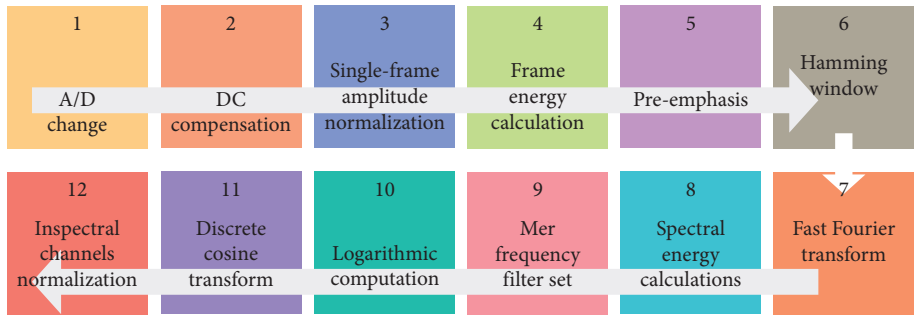 1
A/D
change
2
DC
compensation
3
Single-frame
amplitude
normalization
4
Frame
energy
calculation
5
Pre-emphasis
6
Hamming
window
12
Inspectral
channels
normalization
11
Discrete
cosine
transform
10
Logarithmic
computation
9
Mer
frequency
filter set
8
Spectral
energy
calculations
7
Fast Fourier
transform